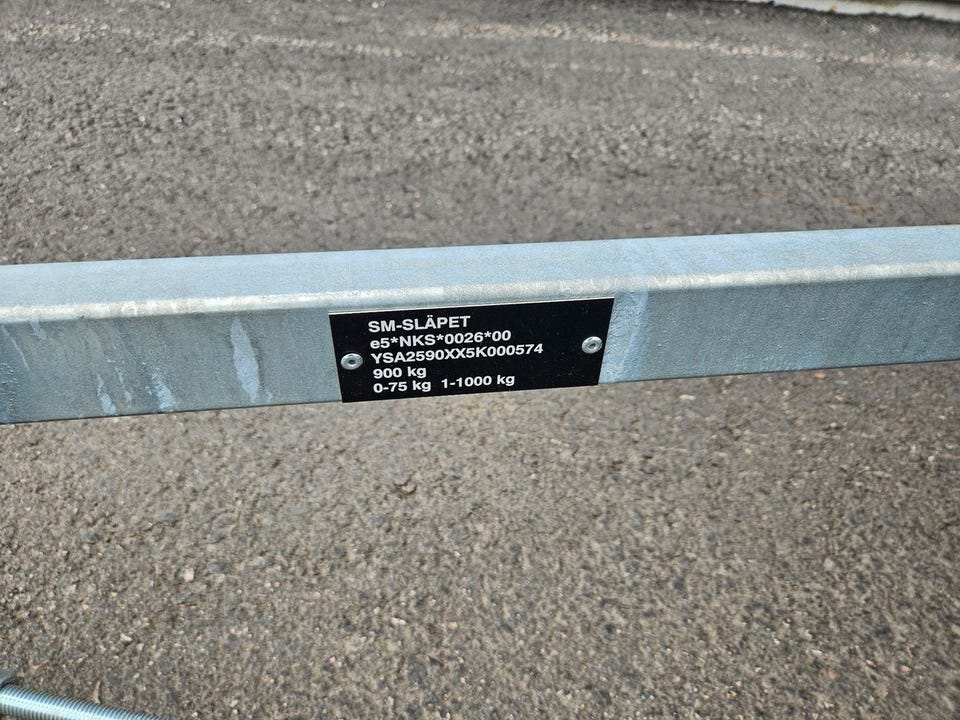 SM-SLÄPET
e5*NKS*0026*00
YSA2590XX5K000574
900 kg
0-75 kg 1-1000 kg